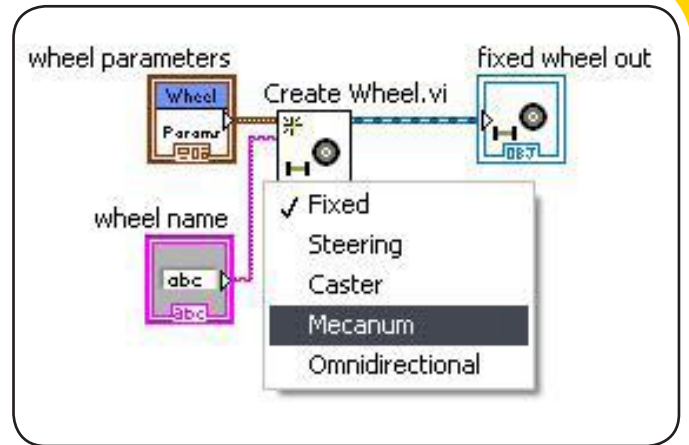 wheel parameters
fixed wheel out
Wheel
Create Wheel.vi
Params
OBJ
wheel name
abc
abc
✓ Fixed
Steering
Caster
Mecanum
Omnidirectional